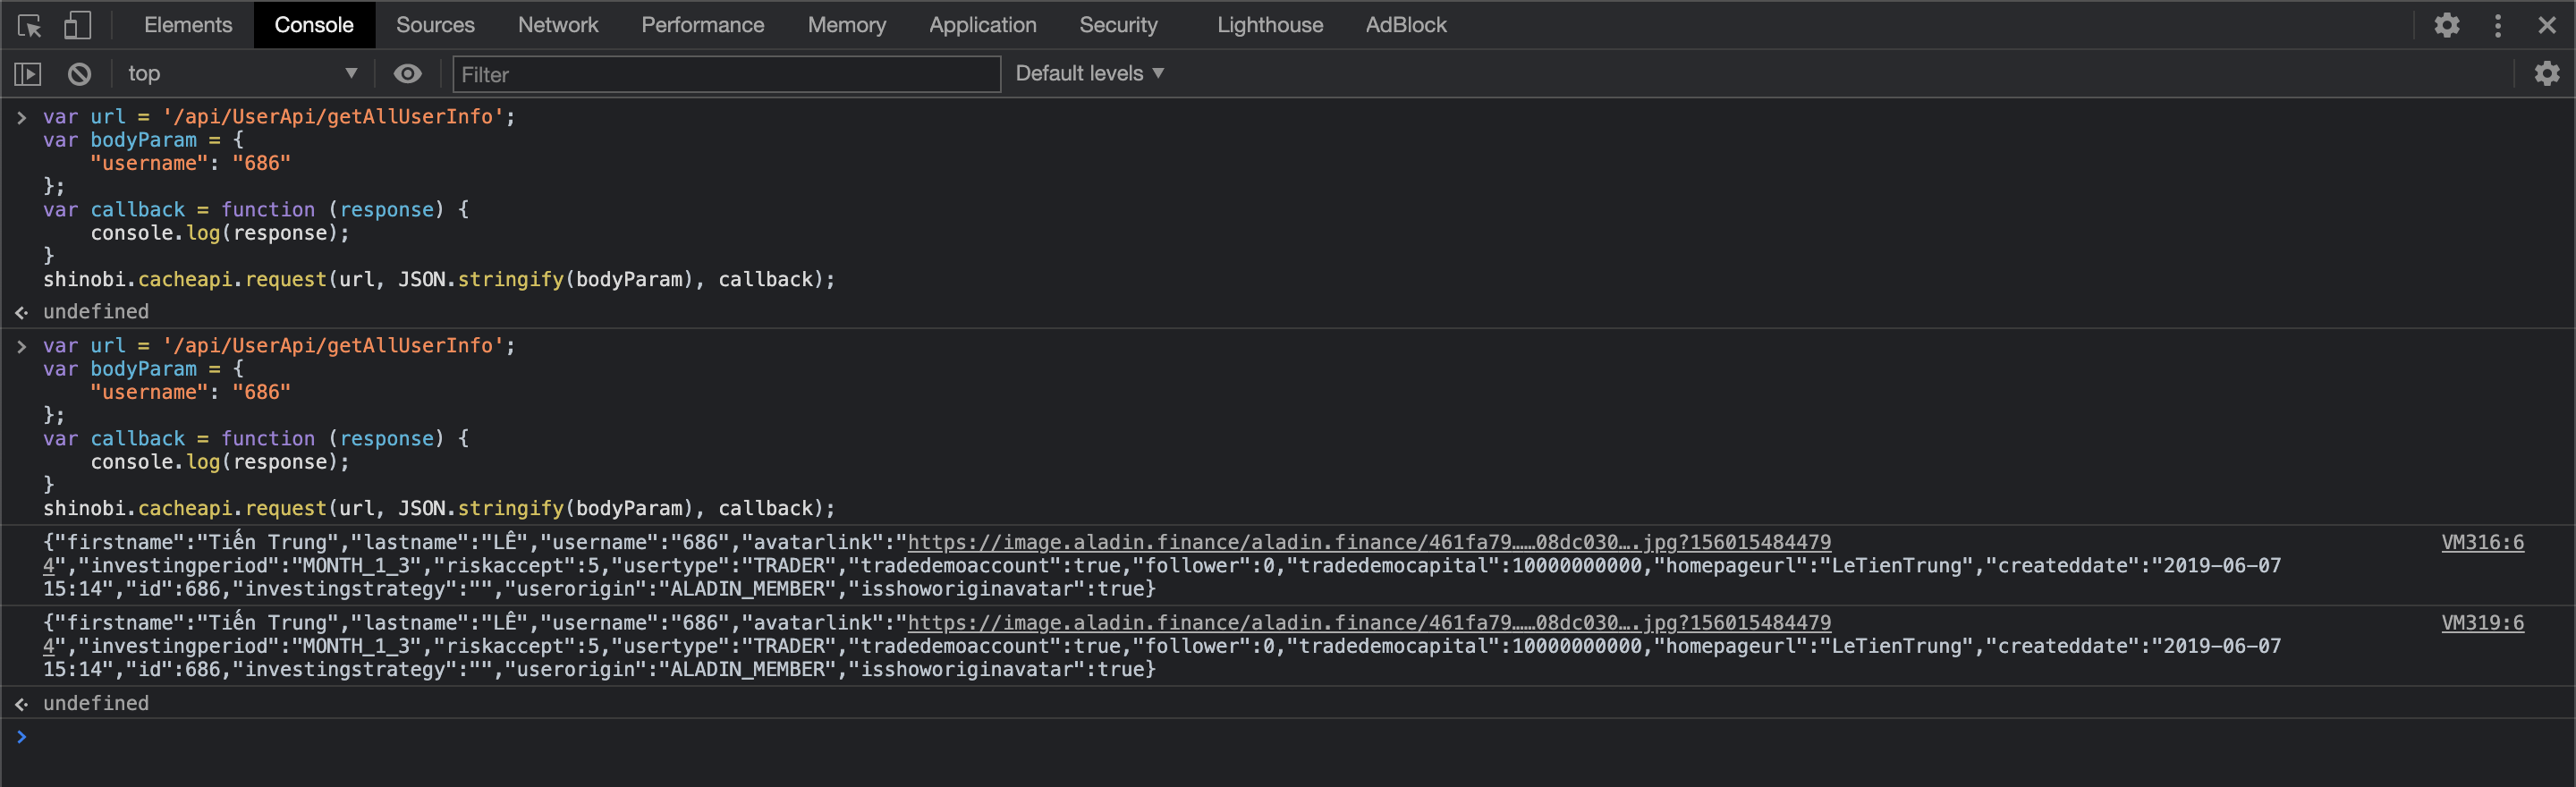 Elements Console Sources Network Performance Memory Application Security Lighthouse AdBlock
top Filter Default levels
var url = '/api/UserApi/getAllUserInfo';
var bodyParam = {
"username": "686"
};
var callback = function (response) {
console.log(response);
}
shinobi.cacheapi.request(url, JSON.stringify(bodyParam), callback);
undefined
var url = '/api/UserApi/getAllUserInfo';
var bodyParam = {
"username": "686"
};
var callback = function (response) {
console.log(response);
}
shinobi.cacheapi.request(url, JSON.stringify(bodyParam), callback);
{"firstname":"Tiến Trung","lastname":"LÊ","username":"686","avatarlink":"https://image.aladin.finance/aladin.finance/461fa79……08dc030….jpg?156015484479 VM316:6
4","investingperiod":"MONTH_1_3","riskaccept":5,"usertype":"TRADER","tradedemoaccount":true,"follower":0,"tradedemocapital":10000000000,"homepageurl":"LeTienTrung","createddate":"2019-06-07
15:14","id":686,"investingstrategy":"","userorigin":"ALADIN_MEMBER","isshoworiginavatar":true}
{"firstname":"Tiến Trung","lastname":"LÊ","username":"686","avatarlink":"https://image.aladin.finance/aladin.finance/461fa79……08dc030….jpg?156015484479 VM319:6
4","investingperiod":"MONTH_1_3","riskaccept":5,"usertype":"TRADER","tradedemoaccount":true,"follower":0,"tradedemocapital":10000000000,"homepageurl":"LeTienTrung","createddate":"2019-06-07
15:14","id":686,"investingstrategy":"","userorigin":"ALADIN_MEMBER","isshoworiginavatar":true}
undefined